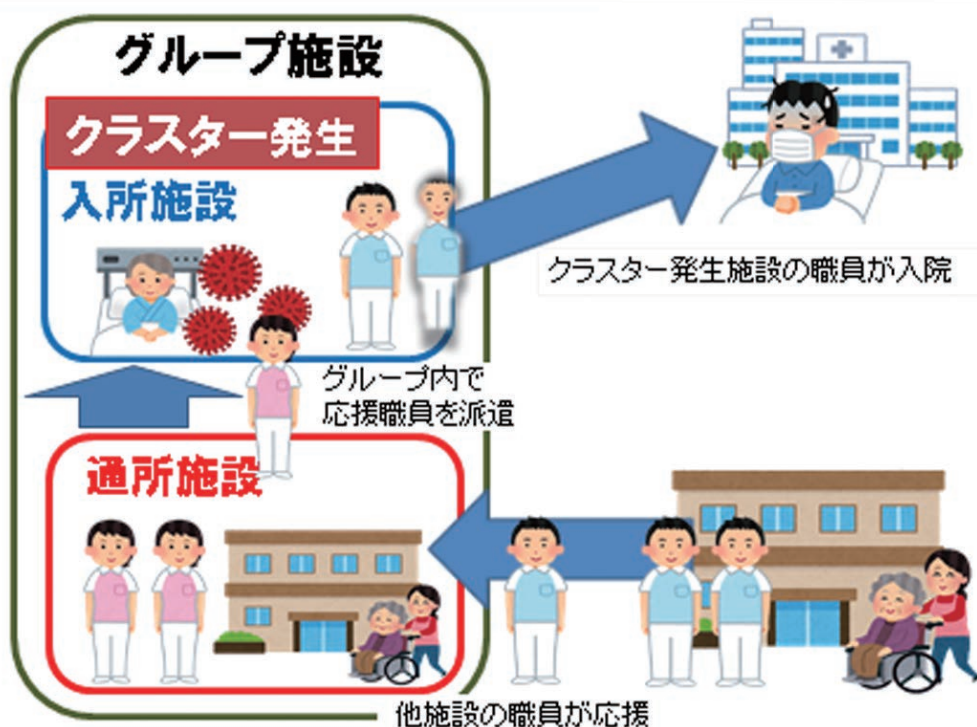 グループ施設
クラスター発生
入所施設
クラスター発生施設の職員が入院
グループ内で
応援職員を派遣
通所施設
他施設の職員が応援